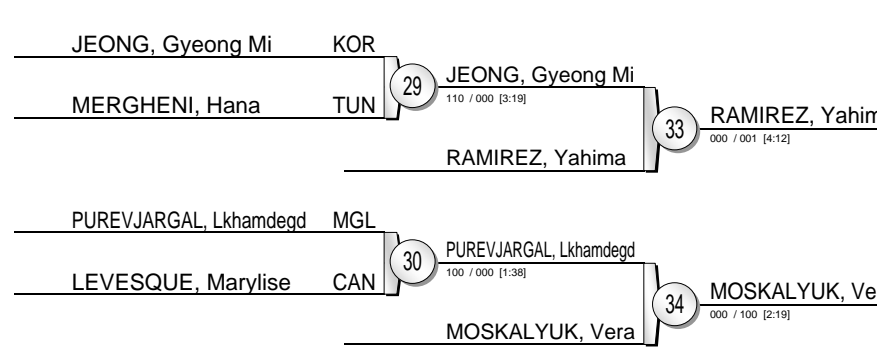 JEONG, Gyeong Mi KOR
29 JEONG, Gyeong Mi
110 / 000 [3:19]
MERGHENI, Hana TUN
33 RAMIREZ, Yahim
000 / 001 [4:12]
RAMIREZ, Yahima
PUREVJARGAL, Lkhamdegd MGL
30 PUREVJARGAL, Lkhamdegd
100 / 000 [1:38]
LEVESQUE, Marylise CAN
34 MOSKALYUK, Ve
000 / 100 [2:19]
MOSKALYUK, Vera